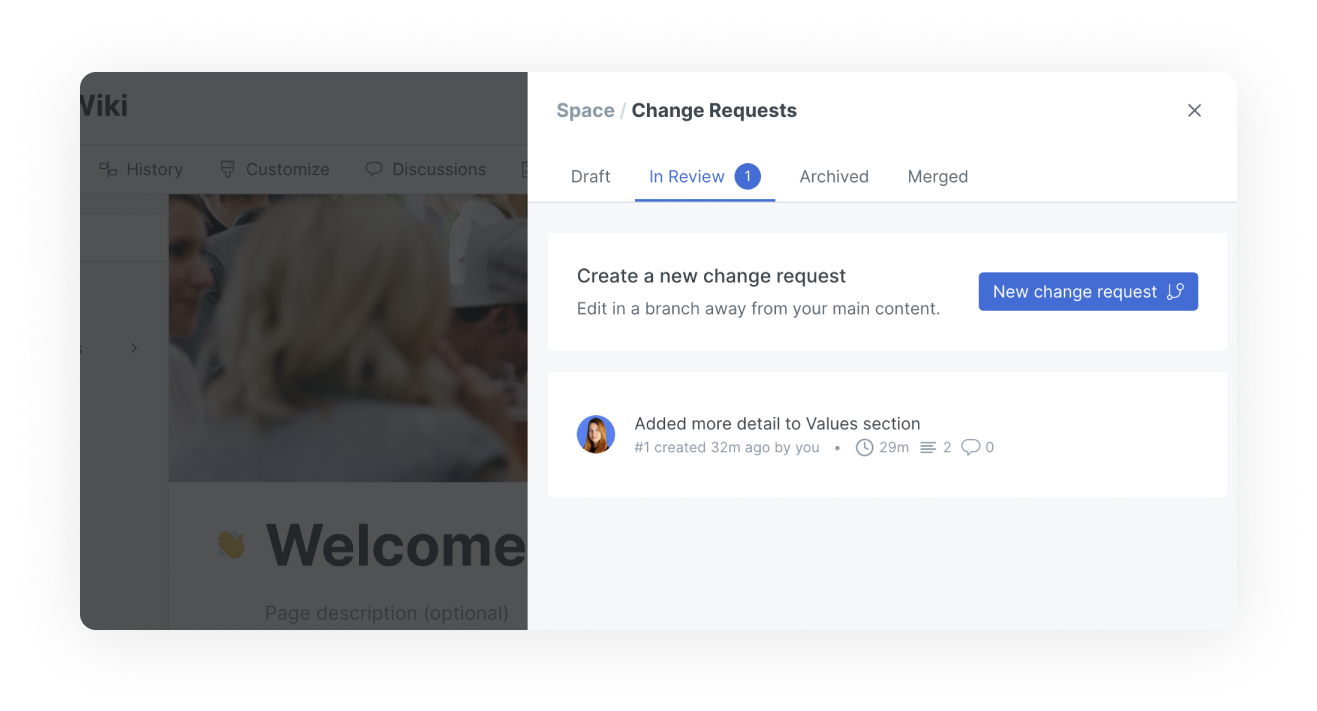 Wiki
History Customize Discussions
Space / Change Requests
Draft In Review 1 Archived Merged
Create a new change request
Edit in a branch away from your main content.
New change request
Added more detail to Values section
#1 created 32m ago by you • 29m 2 0
Welcome
Page description (optional)